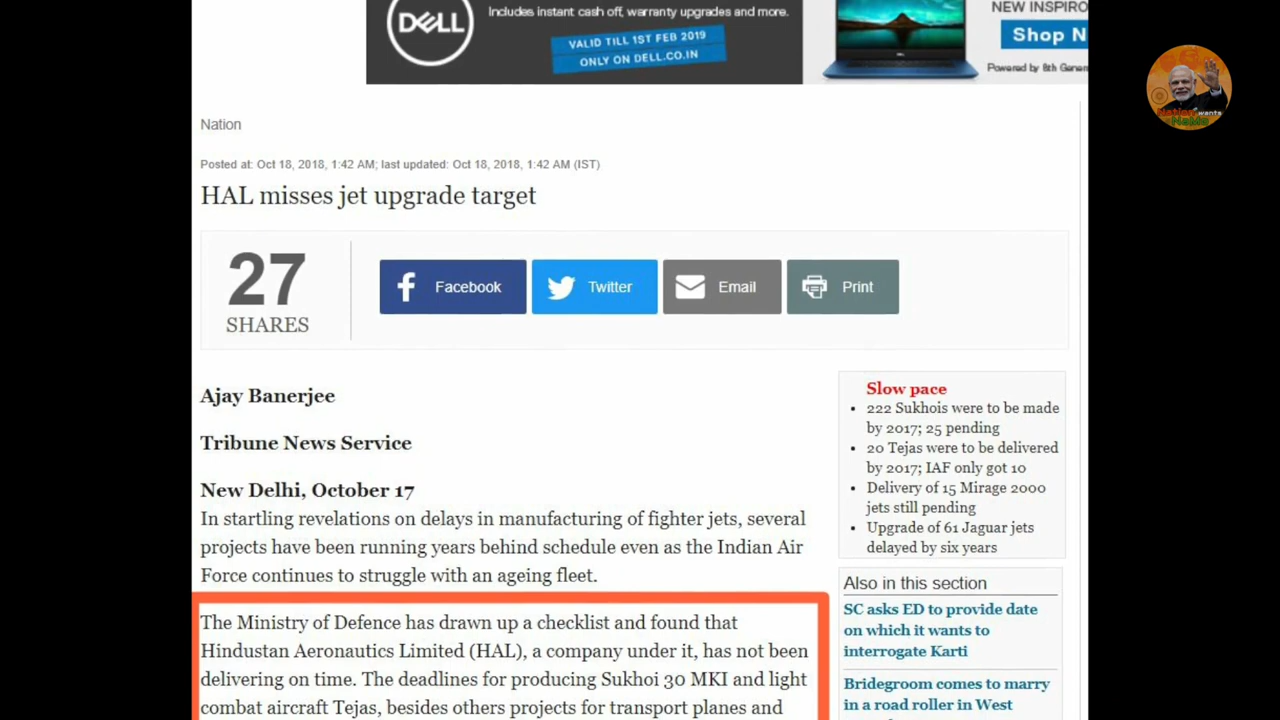 DELL
Includes instant cash off, warranty upgrades and more.
VALID TILL 1ST FEB 2019
ONLY ON DELL.CO.IN
NEW INSPIRO
Shop N
Powered by 8th Genera
Nation wants
NaMo
Nation
Posted at: Oct 18, 2018, 1:42 AM; last updated: Oct 18, 2018, 1:42 AM (IST)
HAL misses jet upgrade target
27
SHARES
Facebook
Twitter
Email
Print
Ajay Banerjee
Tribune News Service
New Delhi, October 17
In startling revelations on delays in manufacturing of fighter jets, several
projects have been running years behind schedule even as the Indian Air
Force continues to struggle with an ageing fleet.
The Ministry of Defence has drawn up a checklist and found that
Hindustan Aeronautics Limited (HAL), a company under it, has not been
delivering on time. The deadlines for producing Sukhoi 30 MKI and light
combat aircraft Tejas, besides others projects for transport planes and
Slow pace
222 Sukhois were to be made
by 2017; 25 pending
20 Tejas were to be delivered
by 2017; IAF only got 10
Delivery of 15 Mirage 2000
jets still pending
Upgrade of 61 Jaguar jets
delayed by six years
Also in this section
SC asks ED to provide date
on which it wants to
interrogate Karti
Bridegroom comes to marry
in a road roller in West